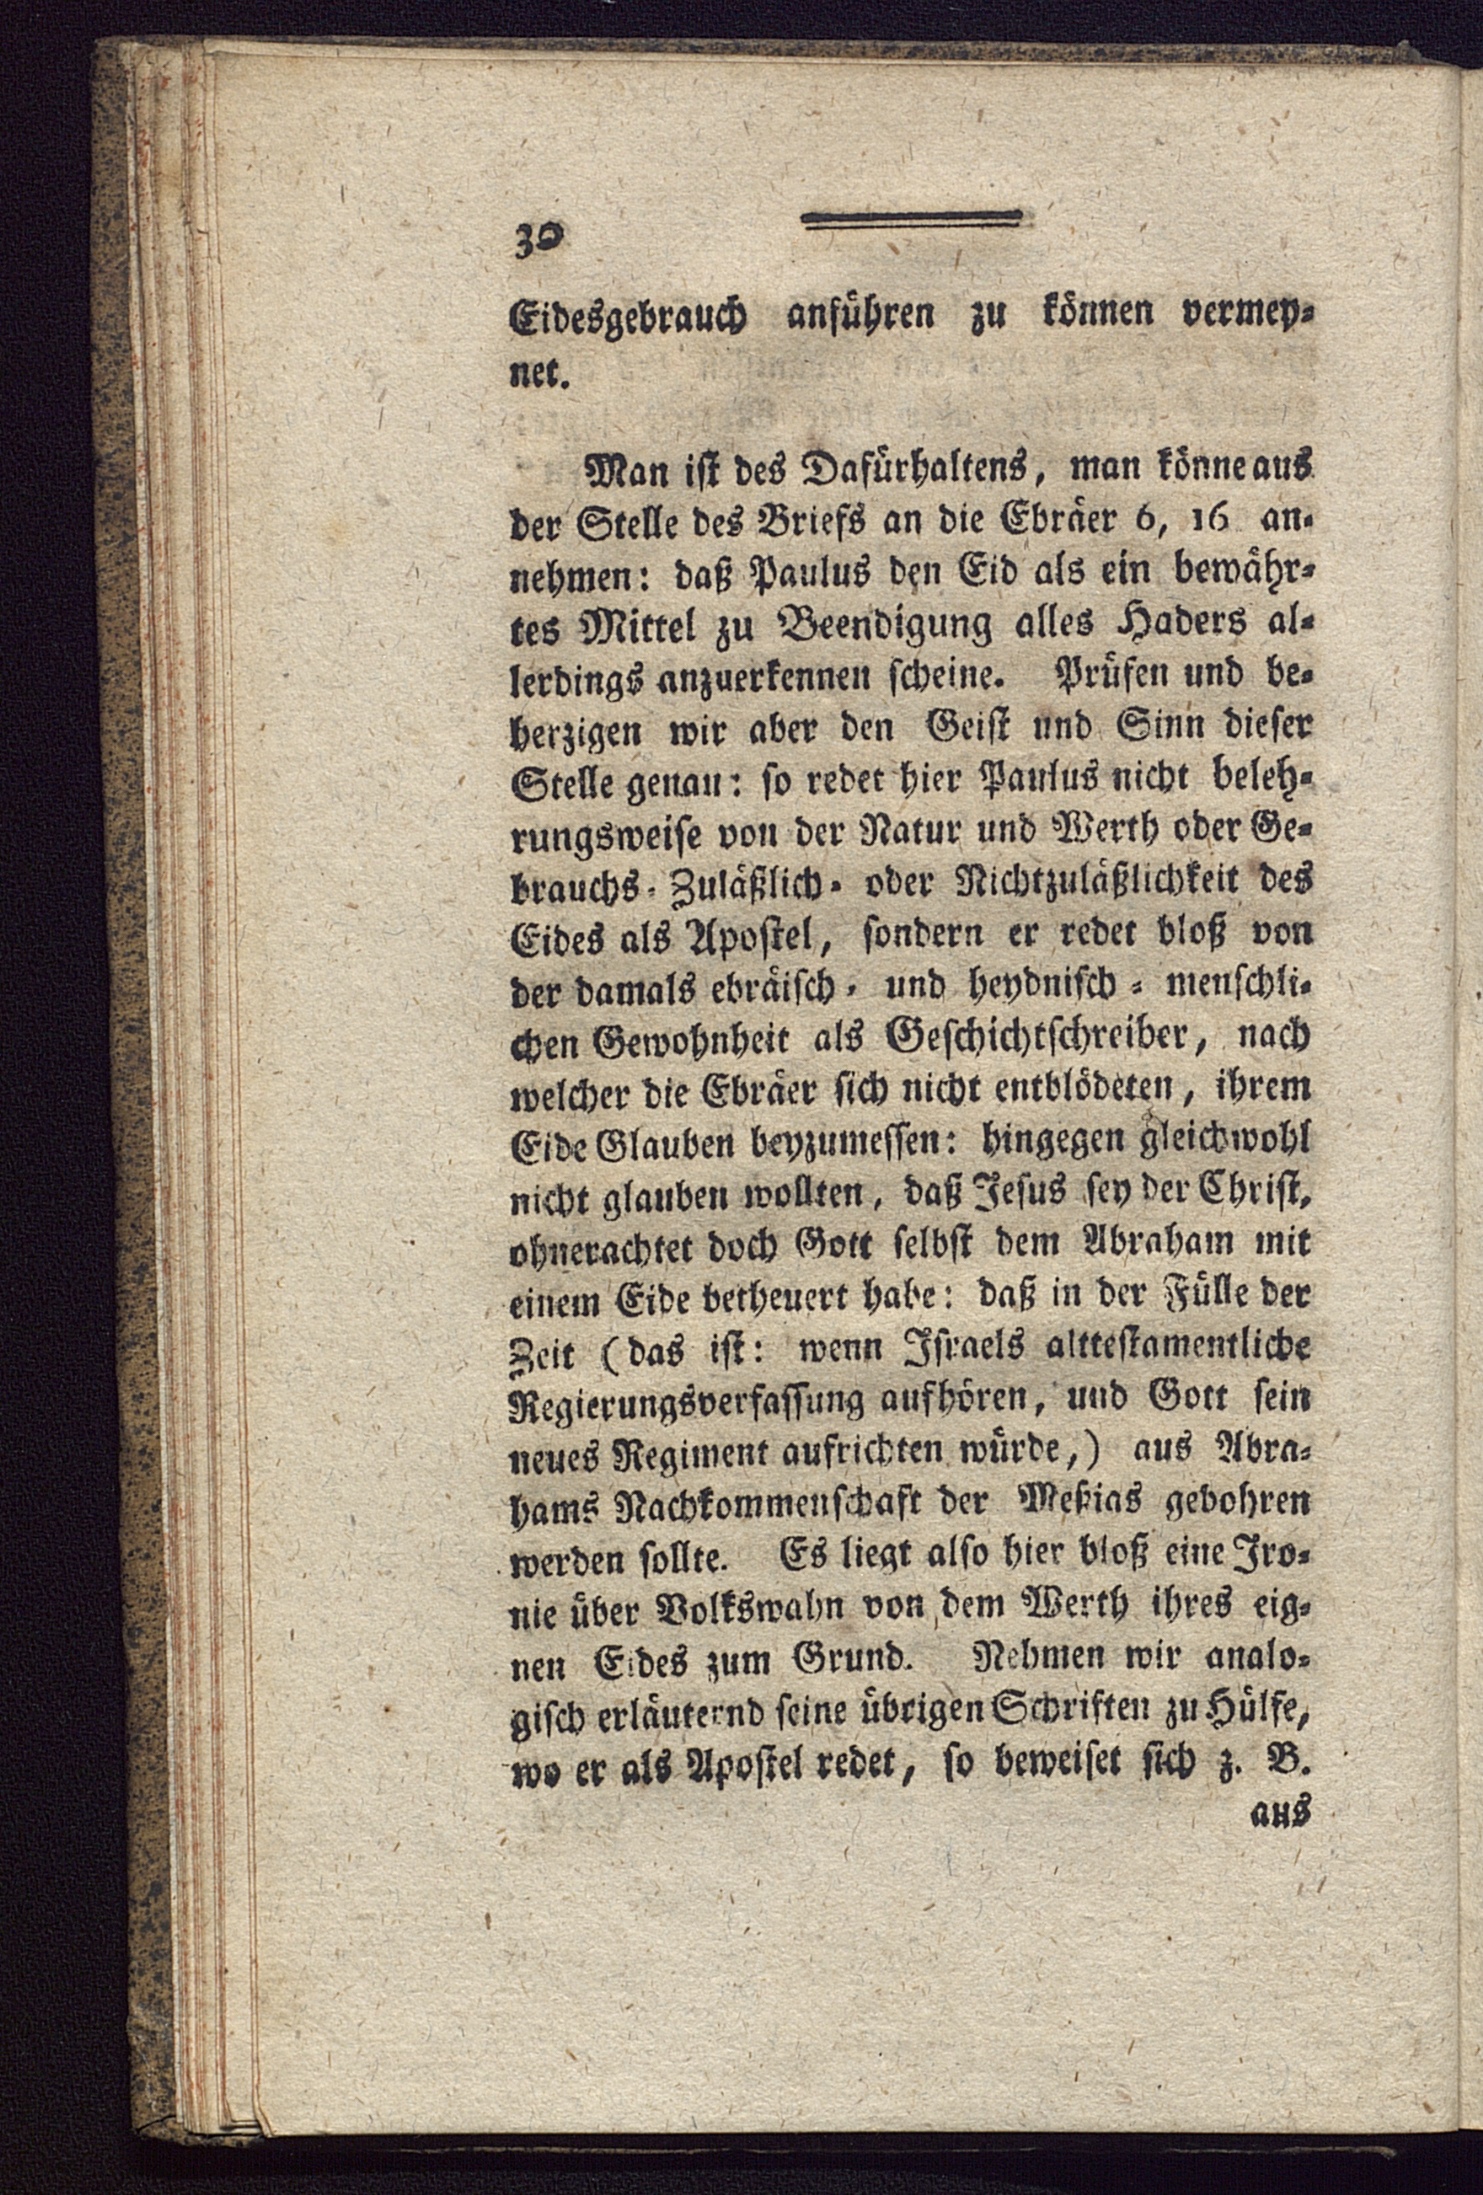 30
Eidesgebrauch anführen zu können vermey-
net.
Man ist des Dafürhaltens, man könne aus
der Stelle des Briefs an die Ebräer 6, 16 an-
nehmen: daß Paulus den Eid als ein bewähr-
tes Mittel zu Beendigung alles Haders al-
lerdings anzuerkennen scheine. Prüfen und be-
herzigen wir aber den Geist und Sinn dieser
Stelle genau: so redet hier Paulus nicht beleh-
rungsweise von der Natur und Werth oder Ge-
brauchs-Zuläßlich- oder Nichtzuläßlichkeit des
Eides als Apostel, sondern er redet bloß von
der damals ebräisch- und heydnisch-menschli-
chen Gewohnheit als Geschichtschreiber, nach
welcher die Ebräer sich nicht entblödeten, ihrem
Eide Glauben beyzumessen: hingegen gleichwohl
nicht glauben wollten, daß Jesus sey der Christ,
ohnerachtet doch Gott selbst dem Abraham mit
einem Eide betheuert habe: daß in der Fülle der
Zeit (das ist: wenn Israels alttestamentliche
Regierungsverfassung aufhören, und Gott sein
neues Regiment aufrichten würde,) aus Abra-
hams Nachkommenschaft der Meßias gebohren
werden sollte. Es liegt also hier bloß eine Iro-
nie über Volkswahn von dem Werth ihres eig-
nen Eides zum Grund. Nehmen wir analo-
gisch erläuternd seine übrigen Schriften zu Hülfe,
wo er als Apostel redet, so beweiset sich z. B.
aus